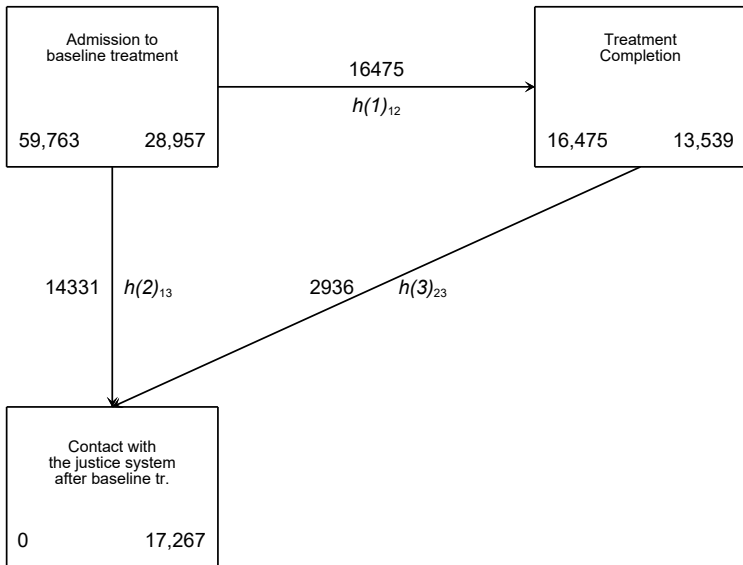 Admission to
baseline treatment
59,763 28,957
16475
h(1)12
Treatment
Completion
16,475 13,539
14331 h(2)13
2936 h(3)23
Contact with
the justice system
after baseline tr.
0 17,267